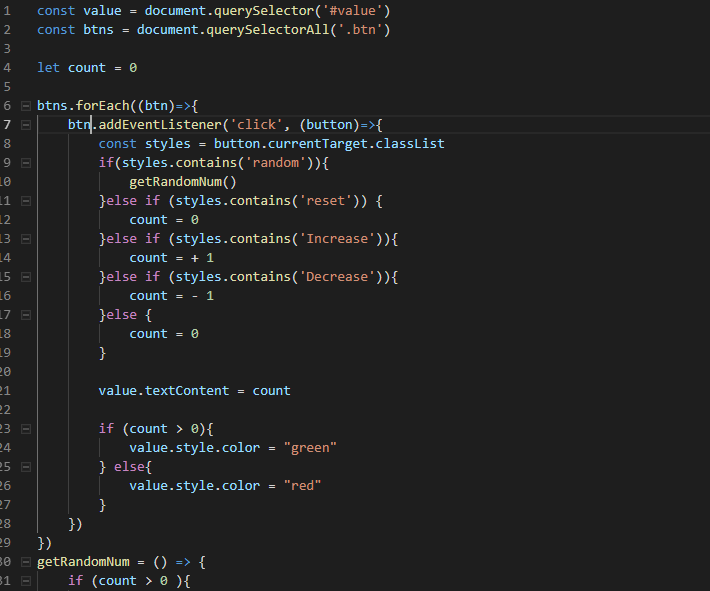 1 const value = document.querySelector('#value')
2 const btns = document.querySelectorAll('.btn')
3
4 let count = 0
5
6 btns.forEach((btn)=>{
7 btn.addEventListener('click', (button)=>{
8 const styles = button.currentTarget.classList
9 if(styles.contains('random')){
10 getRandomNum()
11 }else if (styles.contains('reset')) {
12 count = 0
13 }else if (styles.contains('Increase')){
14 count = + 1
15 }else if (styles.contains('Decrease')){
16 count = - 1
17 }else {
18 count = 0
19 }
20
21 value.textContent = count
22
23 if (count > 0){
24 value.style.color = "green"
25 } else{
26 value.style.color = "red"
27 }
28 })
29 })
30 getRandomNum = () => {
31 if (count > 0 ){